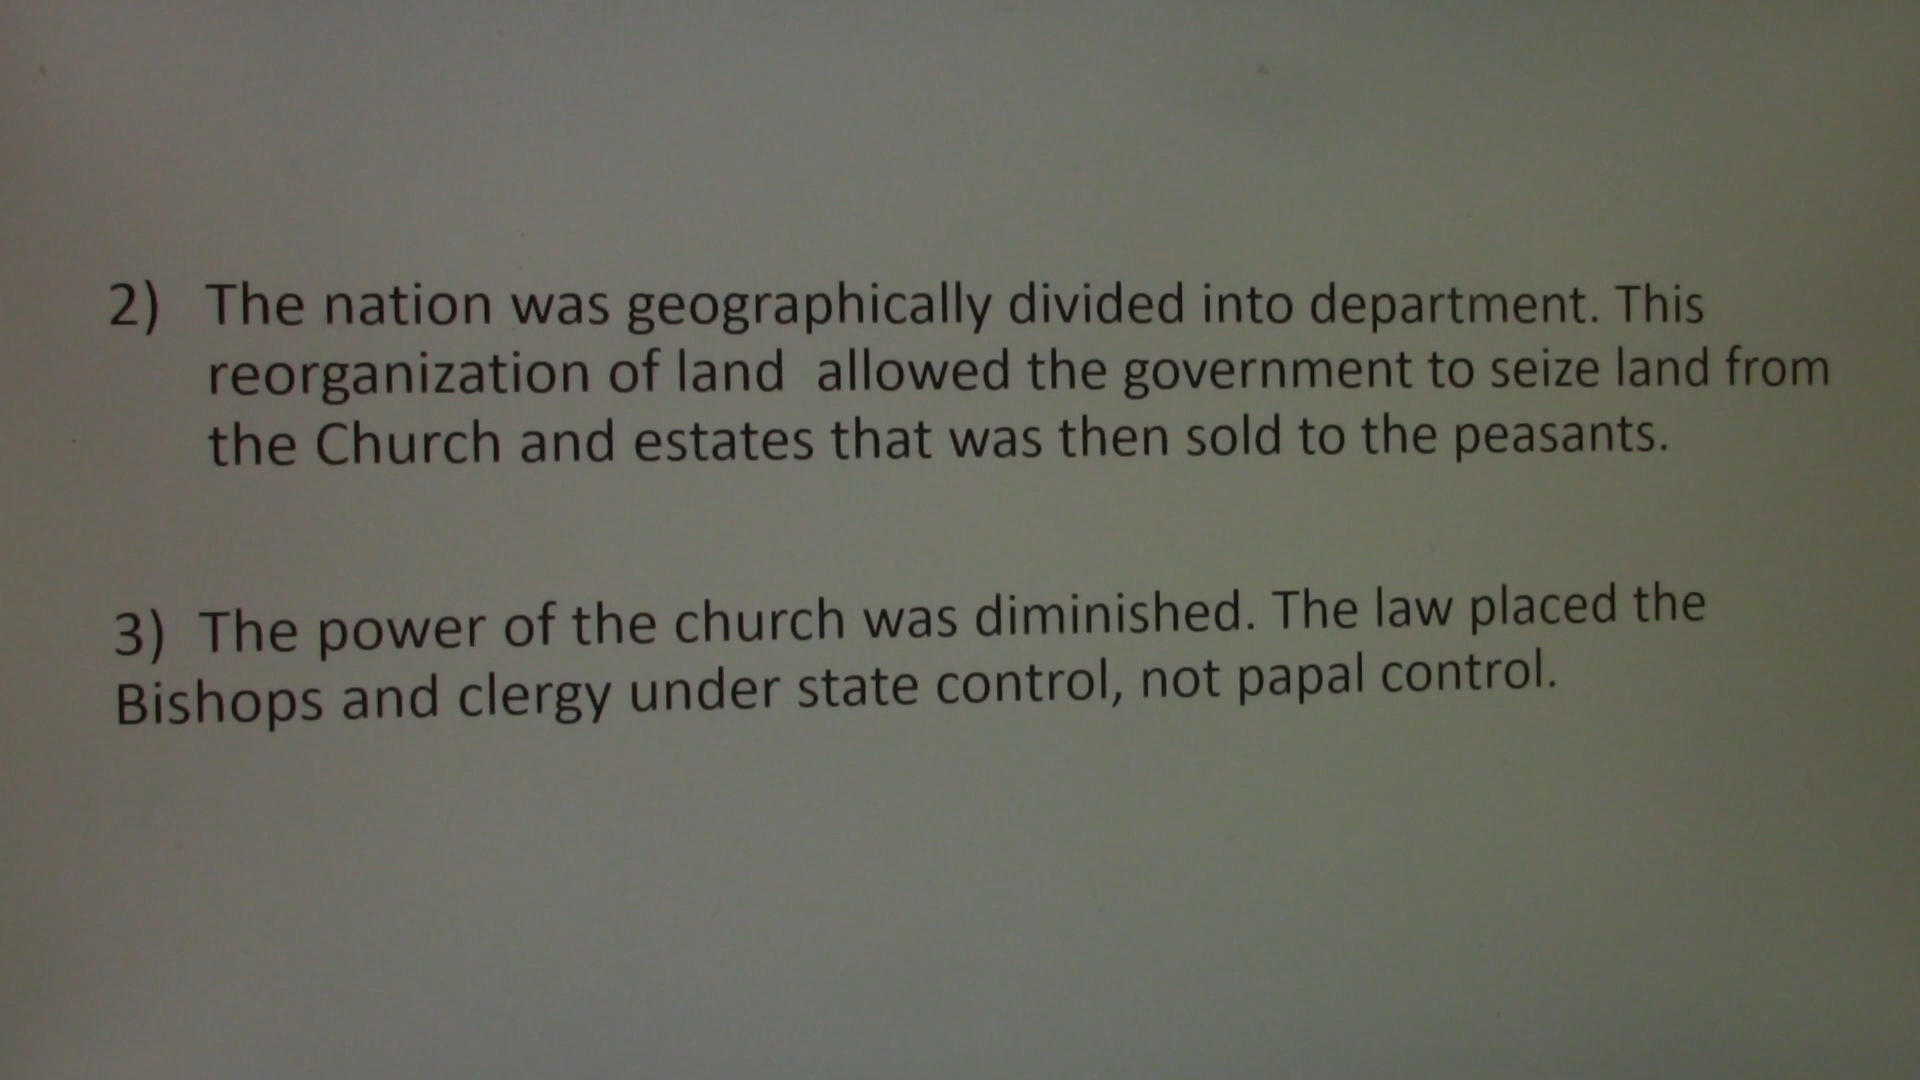 2) The nation was geographically divided into department. This
reorganization of land  allowed the government to seize land from
the Church and estates that was then sold to the peasants.
3) The power of the church was diminished. The law placed the
Bishops and clergy under state control, not papal control.